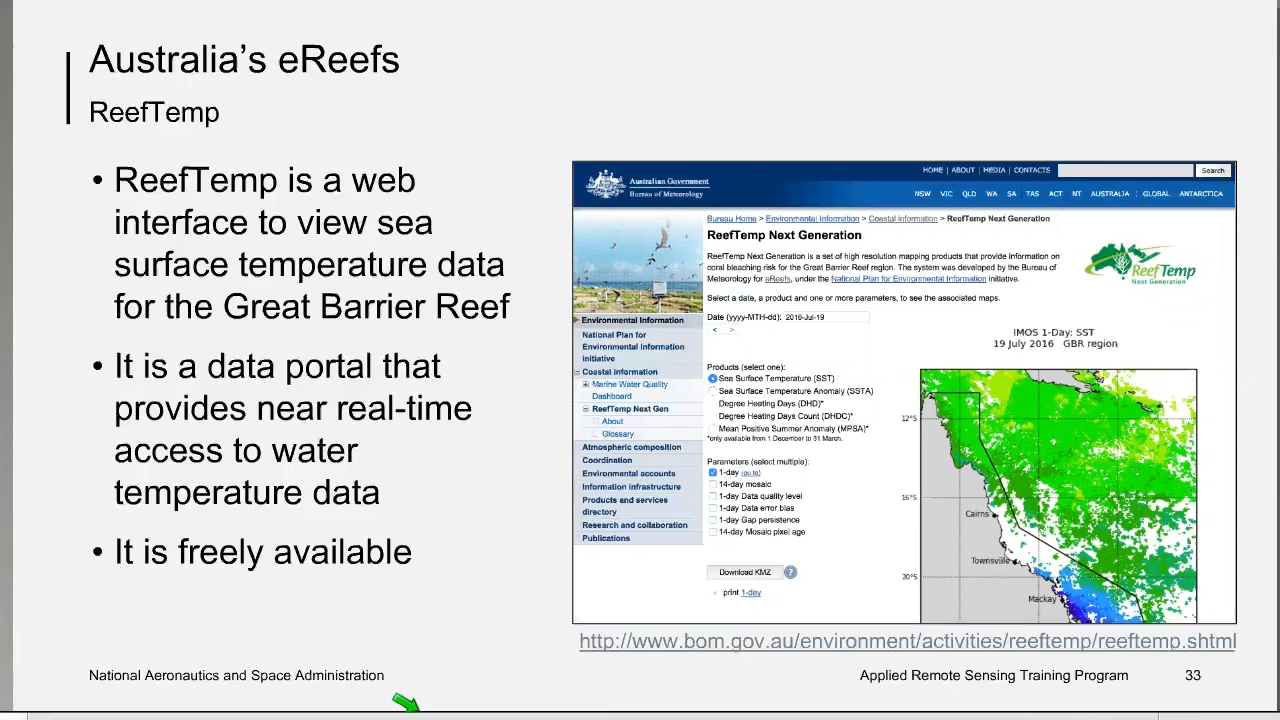 Australia's eReefs
ReefTemp
• ReefTemp is a web
interface to view sea
surface temperature data
for the Great Barrier Reef
• It is a data portal that
provides near real-time
access to water
temperature data
• It is freely available
HOME | ABOUT | MEDIA | CONTACTS
Search
Australian Government
Bureau of Meteorology
NSW VIC QLD WA SA TAS ACT NT AUSTRALIA GLOBAL ANTARCTICA
Bureau Home > Environmental Information > Coastal information > ReefTemp Next Generation
ReefTemp Next Generation
ReefTemp Next Generation is a set of high resolution mapping products that provide information on
coral bleaching risk for the Great Barrier Reef region. The system was developed by the Bureau of
Meteorology for eReefs, under the National Plan for Environmental Information initiative.
Select a date, a product and one or more parameters, to see the associated maps.
Date (yyyy-MTH-dd): 2016-Jul-19
< >
Products (select one):
Sea Surface Temperature (SST)
Sea Surface Temperature Anomaly (SSTA)
Degree Heating Days (DHD)*
Degree Heating Days Count (DHDC)*
Mean Positive Summer Anomaly (MPSA)*
*only available from 1 December to 31 March.
Parameters (select multiple):
1-day (go to)
14-day mosaic
1-day Data quality level
1-day Data error bias
1-day Gap persistence
14-day Mosaic pixel age
Download KMZ ?
print 1-day
Environmental Information
National Plan for
Environmental Information
initiative
Coastal information
Marine Water Quality
Dashboard
ReefTemp Next Gen
About
Glossary
Atmospheric composition
Coordination
Environmental accounts
Information infrastructure
Products and services
directory
Research and collaboration
Publications
ReefTemp
Next Generation
IMOS 1-Day: SST
19 July 2016 GBR region
12°S
16°S
Cairns
Townsville
20°S
Mackay
http://www.bom.gov.au/environment/activities/reeftemp/reeftemp.shtml
National Aeronautics and Space Administration
Applied Remote Sensing Training Program
33